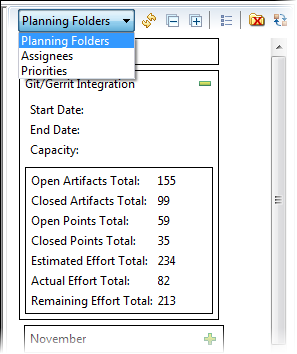 Planning Folders
Planning Folders
Assignees
Priorities
Git/Gerrit Integration
Start Date:
End Date:
Capacity:
Open Artifacts Total: 155
Closed Artifacts Total: 99
Open Points Total: 59
Closed Points Total: 35
Estimated Effort Total: 234
Actual Effort Total: 82
Remaining Effort Total: 213
November